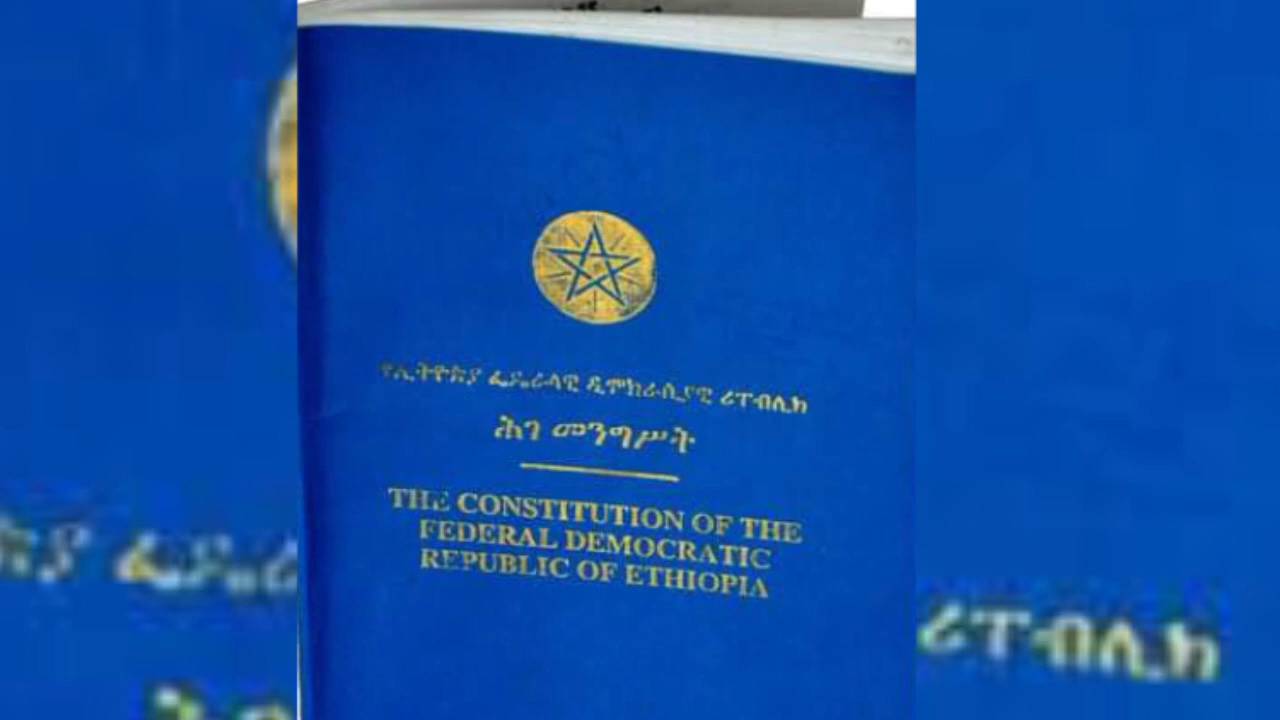 የኢትዮጵያ ፌዴራላዊ ዲሞክራሲያዊ ሪፐብሊክ
ሕገ መንግሥት
THE CONSTITUTION OF THE
FEDERAL DEMOCRATIC
REPUBLIC OF ETHIOPIA